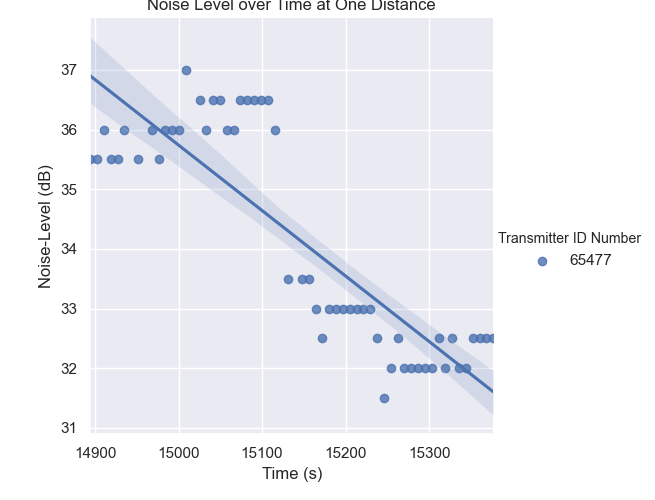 Noise Level over Time at One Distance
37
36
35
34
33
32
31
Noise-Level (dB)
14900 15000 15100 15200 15300
Time (s)
Transmitter ID Number
65477